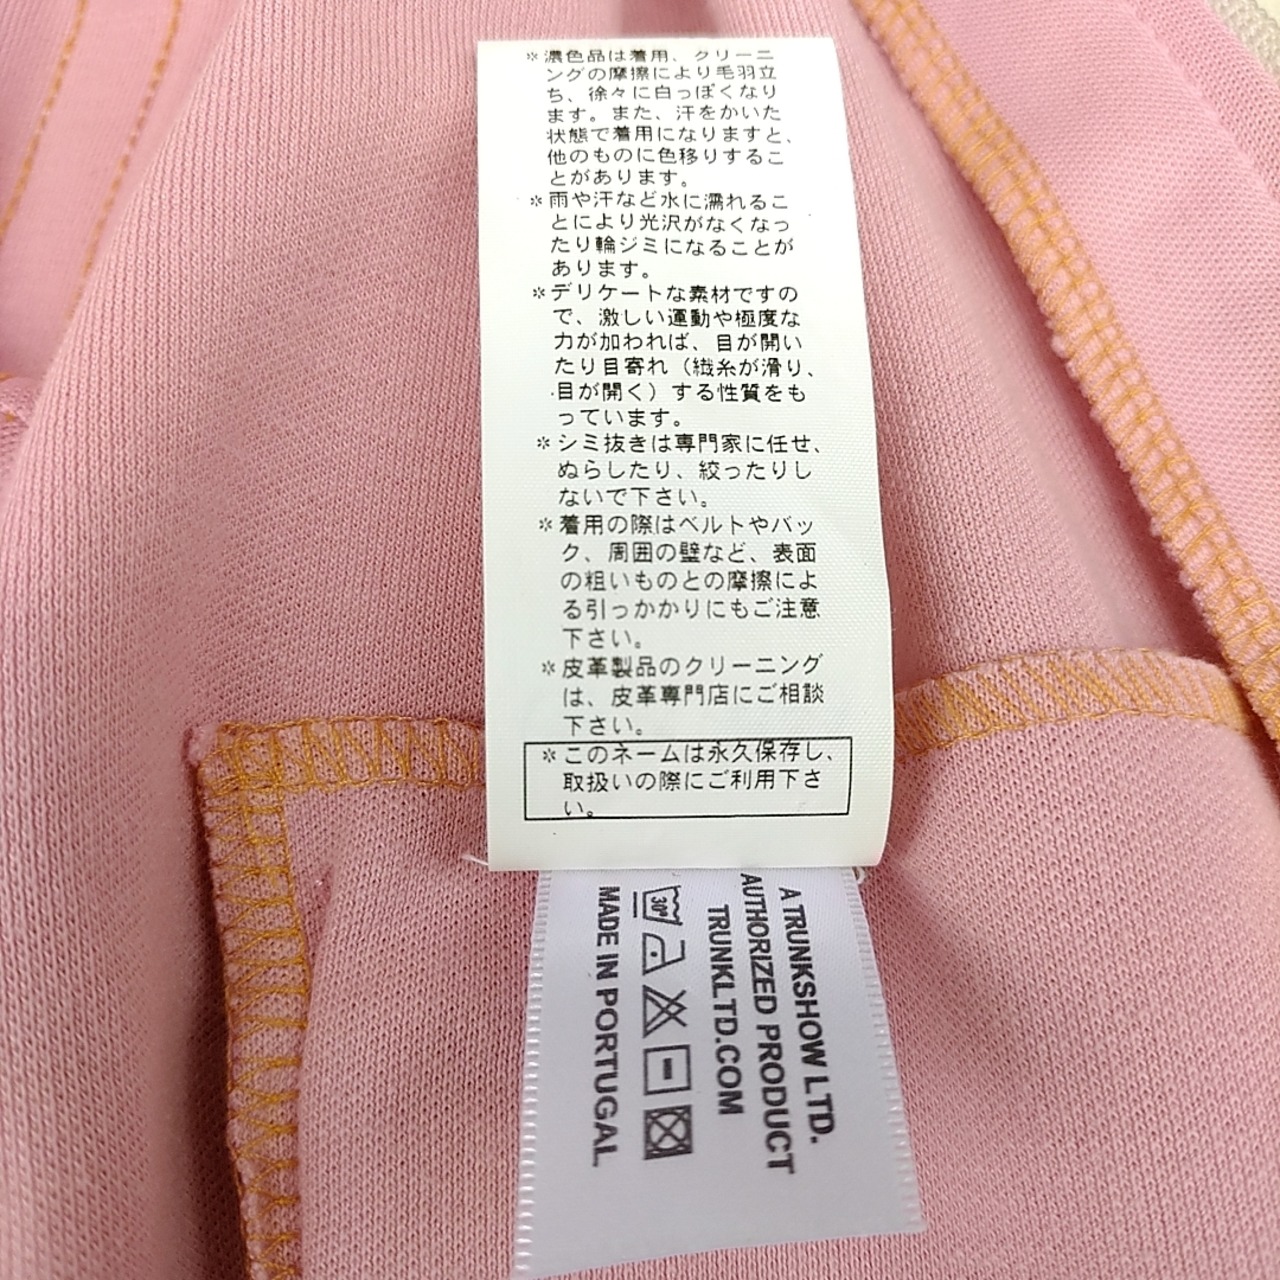 ※濃色品は着用、クリーニ
ングの摩擦により毛羽立
ち、徐々に白っぽくなり
ます。また、汗をかいた
状態で着用になりますと、
他のものに色移りするこ
とがあります。
※雨や汗など水に濡れるこ
とにより光沢がなくなっ
たり輪ジミになることが
あります。
※デリケートな素材ですの
で、激しい運動や極度な
力が加われば、目が開い
たり目寄れ（織糸が滑り、
目が開く）する性質をも
っています。
※シミ抜きは専門家に任せ、
ぬらしたり、絞ったりし
ないで下さい。
※着用の際はベルトやバッ
ク、周囲の壁など、表面
の粗いものとの摩擦によ
る引っかかりにもご注意
下さい。
※皮革製品のクリーニング
は、皮革専門店にご相談
下さい。
※このネームは永久保存し、
取扱いの際にご利用下さ
い。
A TRUNKSHOW LTD.
AUTHORIZED PRODUCT
TRUNKLTD.COM
30°
MADE IN PORTUGAL